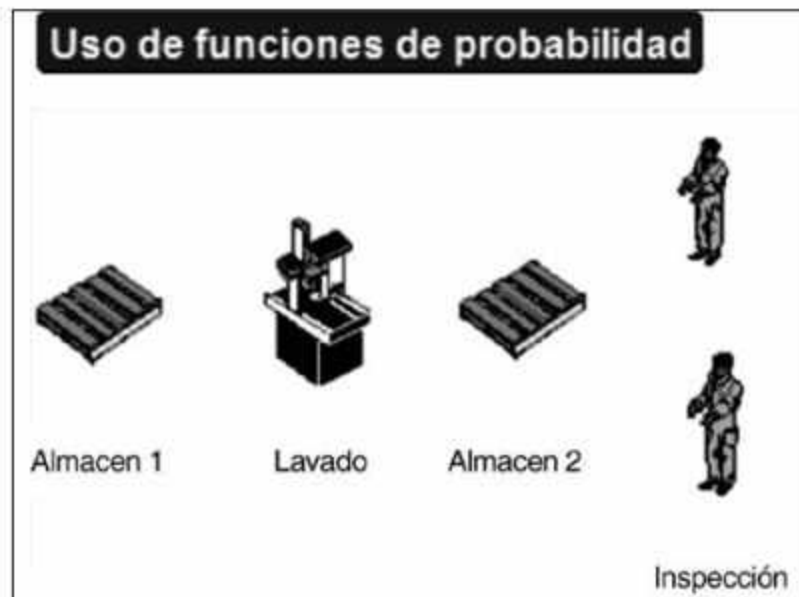 Uso de funciones de probabilidad
Almacen 1
Lavado
Almacen 2
Inspección